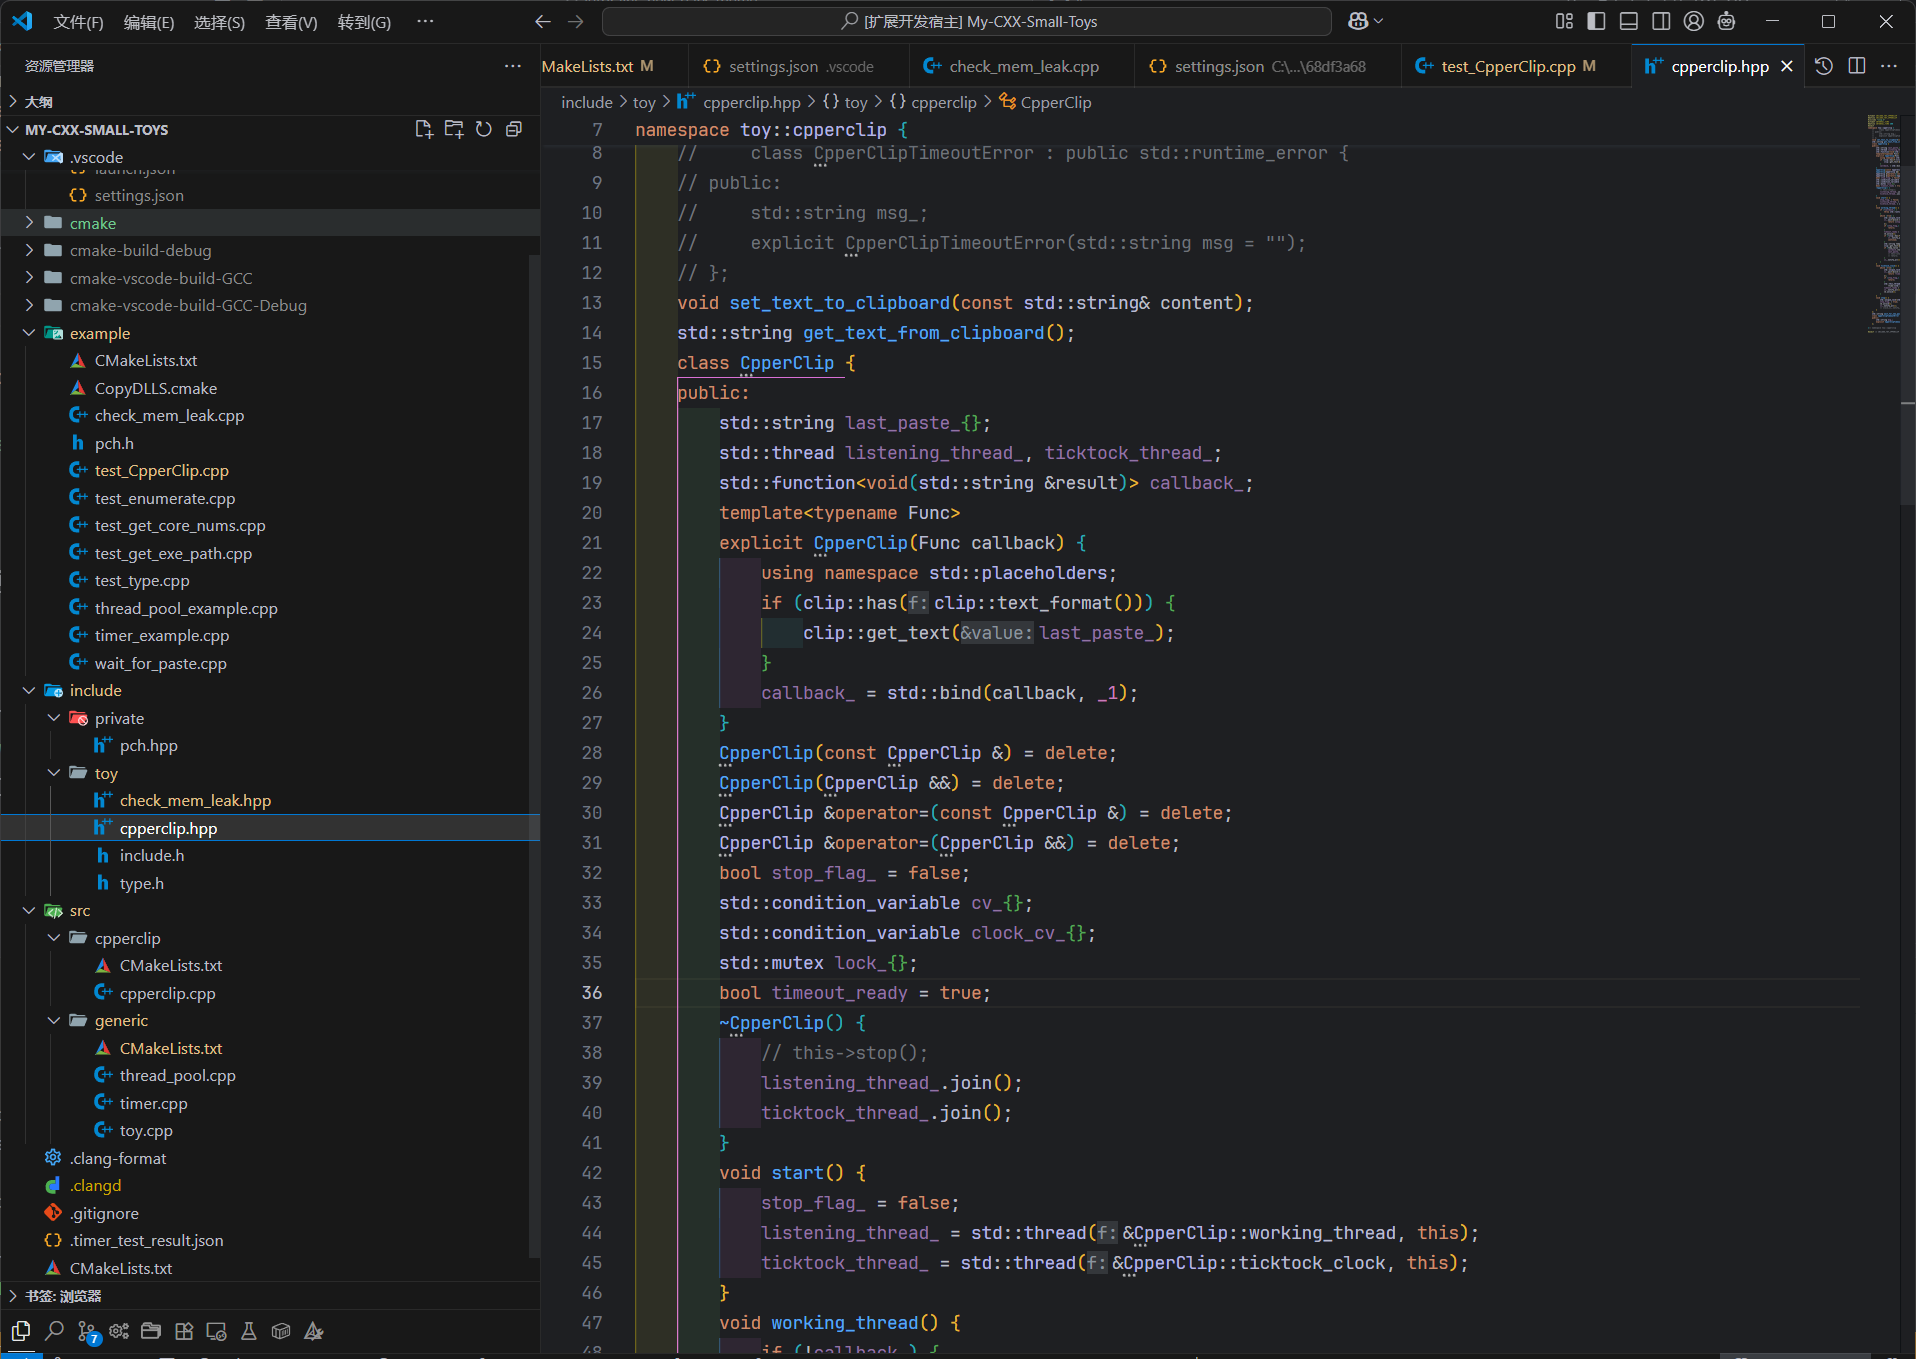 文件(F) 编辑(E) 选择(S) 查看(V) 转到(G) ··· [扩展开发宿主] My-CXX-Small-Toys
资源管理器 ···
大纲
MY-CXX-SMALL-TOYS
.vscode
launch.json
settings.json
cmake
cmake-build-debug
cmake-vscode-build-GCC
cmake-vscode-build-GCC-Debug
example
CMakeLists.txt
CopyDLLS.cmake
check_mem_leak.cpp
pch.h
test_CpperClip.cpp
test_enumerate.cpp
test_get_core_nums.cpp
test_get_exe_path.cpp
test_type.cpp
thread_pool_example.cpp
timer_example.cpp
wait_for_paste.cpp
include
private
pch.hpp
toy
check_mem_leak.hpp
cpperclip.hpp
include.h
type.h
src
cpperclip
CMakeLists.txt
cpperclip.cpp
generic
CMakeLists.txt
thread_pool.cpp
timer.cpp
toy.cpp
.clang-format
.clangd
.gitignore
.timer_test_result.json
CMakeLists.txt
书签: 浏览器
7
MakeLists.txt M {} settings.json .vscode check_mem_leak.cpp {} settings.json C:\...\68df3a68 test_CpperClip.cpp M cpperclip.hpp
include > toy > cpperclip.hpp > {} toy > {} cpperclip > CpperClip
7 namespace toy::cpperclip {
8 // class CpperClipTimeoutError : public std::runtime_error {
9 // public:
10 // std::string msg_;
11 // explicit CpperClipTimeoutError(std::string msg = "");
12 // };
13 void set_text_to_clipboard(const std::string& content);
14 std::string get_text_from_clipboard();
15 class CpperClip {
16 public:
17 std::string last_paste_{};
18 std::thread listening_thread_, ticktock_thread_;
19 std::function<void(std::string &result)> callback_;
20 template<typename Func>
21 explicit CpperClip(Func callback) {
22 using namespace std::placeholders;
23 if (clip::has(f: clip::text_format())) {
24 clip::get_text(&value: last_paste_);
25 }
26 callback_ = std::bind(callback, _1);
27 }
28 CpperClip(const CpperClip &) = delete;
29 CpperClip(CpperClip &&) = delete;
30 CpperClip &operator=(const CpperClip &) = delete;
31 CpperClip &operator=(CpperClip &&) = delete;
32 bool stop_flag_ = false;
33 std::condition_variable cv_{};
34 std::condition_variable clock_cv_{};
35 std::mutex lock_{};
36 bool timeout_ready = true;
37 ~CpperClip() {
38 // this->stop();
39 listening_thread_.join();
40 ticktock_thread_.join();
41 }
42 void start() {
43 stop_flag_ = false;
44 listening_thread_ = std::thread(f: &CpperClip::working_thread, this);
45 ticktock_thread_ = std::thread(f: &CpperClip::ticktock_clock, this);
46 }
47 void working_thread() {
48 if (!callback_) {